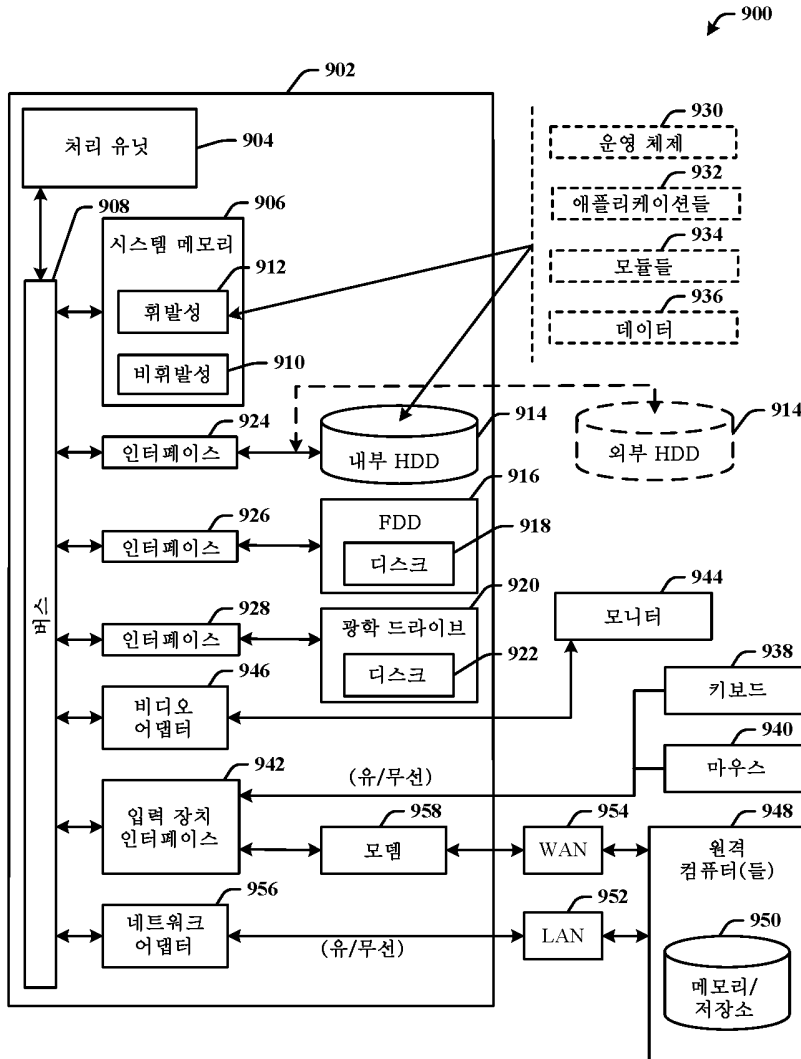 900
902
처리 유닛
904
908
906
시스템 메모리
912
휘발성
910
비휘발성
930
운영 체제
932
애플리케이션들
934
모듈들
936
데이터
924
인터페이스
내부 HDD
914
외부 HDD
914
916
FDD
918
디스크
926
인터페이스
920
광학 드라이브
922
디스크
928
인터페이스
버스
944
모니터
946
비디오
어댑터
938
키보드
940
마우스
942
입력 장치
인터페이스
(유/무선)
958
모뎀
954
WAN
948
원격
컴퓨터(들)
956
네트워크
어댑터
(유/무선)
952
LAN
950
메모리/
저장소